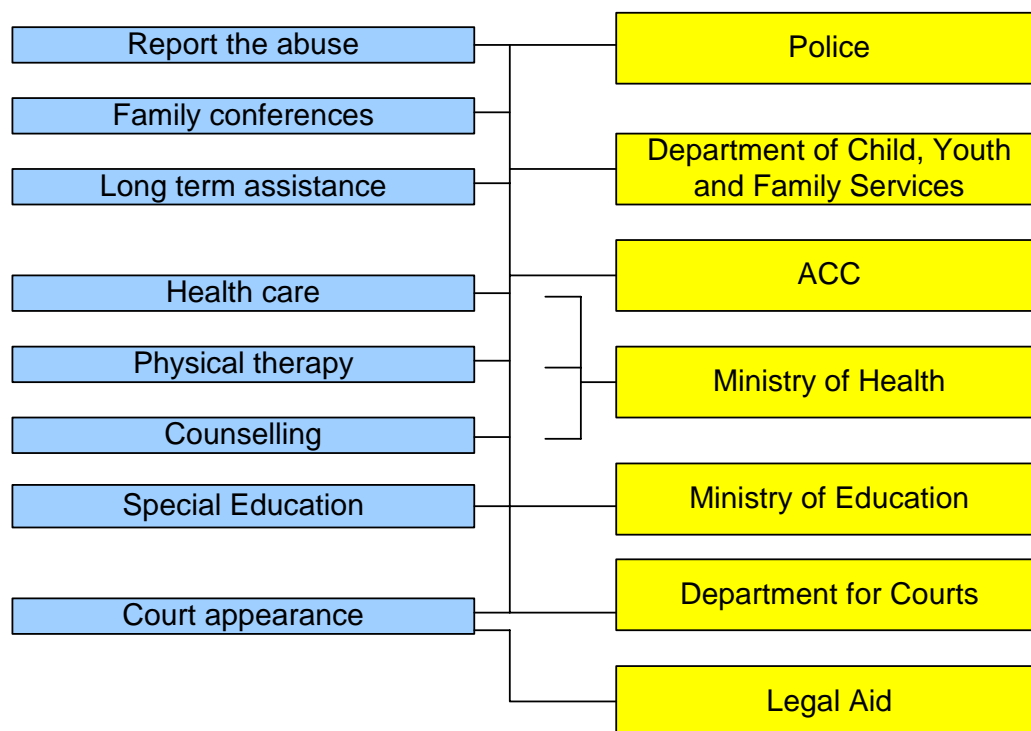 Report the abuse
Family conferences
Long term assistance
Health care
Physical therapy
Counselling
Special Education
Court appearance
Police
Department of Child, Youth
and Family Services
ACC
Ministry of Health
Ministry of Education
Department for Courts
Legal Aid